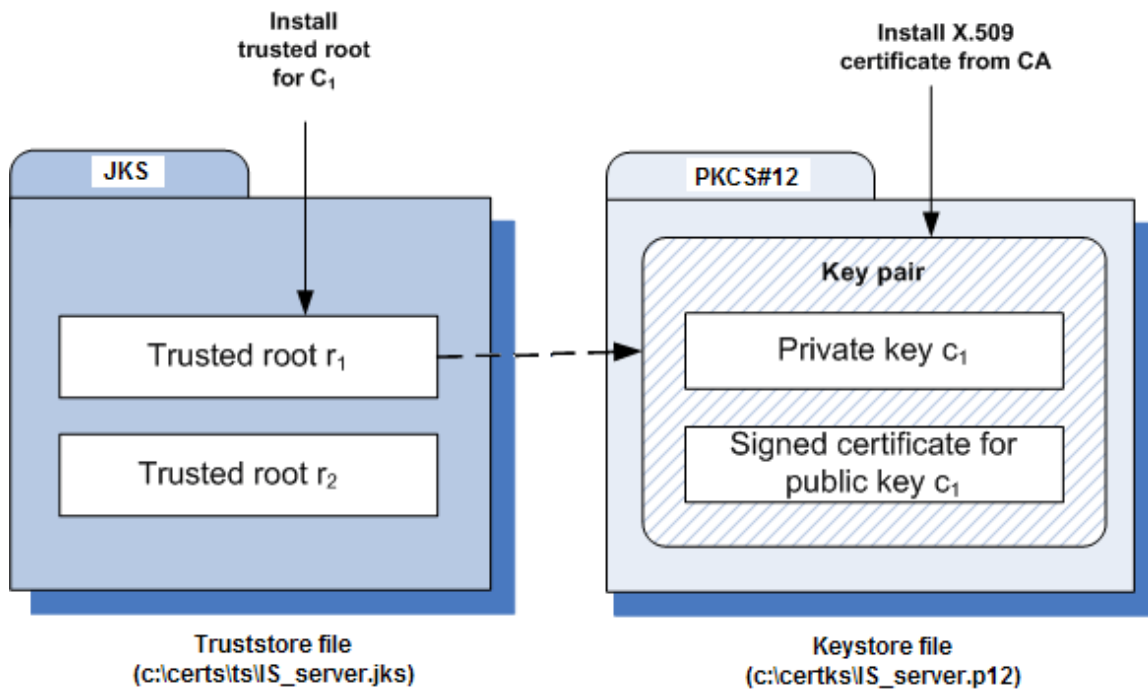 Install
trusted root
for C₁
Install X.509
certificate from CA
JKS
PKCS#12
Key pair
Trusted root r₁
Private key c₁
Trusted root r₂
Signed certificate for
public key c₁
Truststore file
(c:\certs\ts\IS_server.jks)
Keystore file
(c:\certks\IS_server.p12)